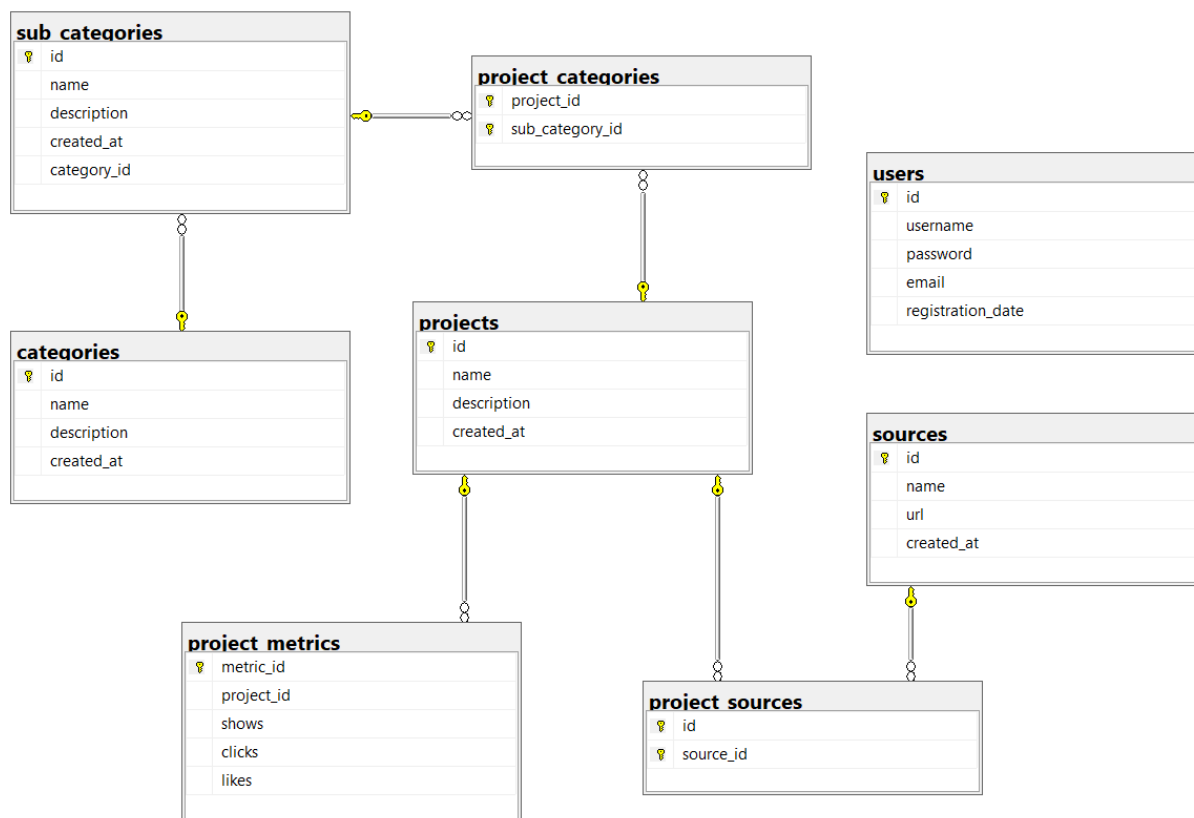 sub_categories
id
name
description
created_at
category_id
project_categories
project_id
sub_category_id
users
id
username
password
email
registration_date
categories
id
name
description
created_at
projects
id
name
description
created_at
sources
id
name
url
created_at
project_metrics
metric_id
project_id
shows
clicks
likes
project_sources
id
source_id